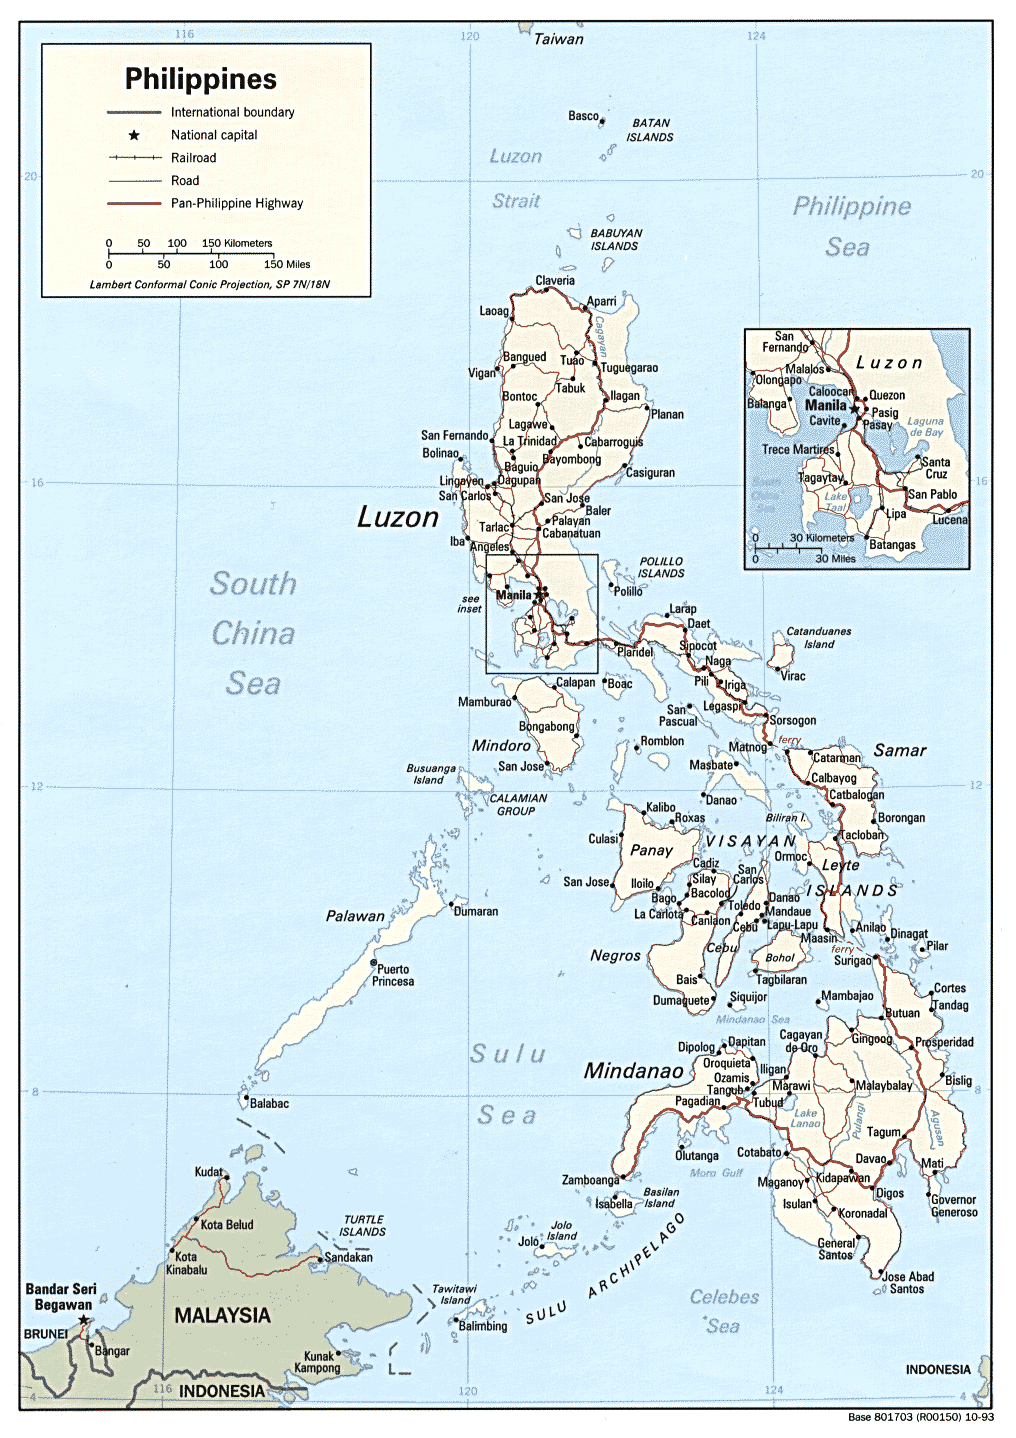 116
120
124
Taiwan
Philippines
International boundary
National capital
Railroad
Road
Pan-Philippine Highway
0 50 100 150 Kilometers
0 50 100 150 Miles
Lambert Conformal Conic Projection, SP 7N/18N
Basco
BATAN
ISLANDS
Luzon
Strait
20
20
Philippine
Sea
BABUYAN
ISLANDS
Claveria
Aparri
Laoag
Cagayan
Bangued
Tuao
Tuguegarao
Vigan
Tabuk
Bontoc
Ilagan
Planan
Lagawe
San Fernando
La Trinidad
Cabarroguis
Bolinao
Baguio
Bayombong
Casiguran
Lingayen
Dagupan
16
San Carlos
San Jose
Baler
Luzon
Tarlac
Palayan
Cabanatuan
Iba
Angeles
POLILLO
ISLANDS
Polillo
see
inset
Manila
San
Fernando
Luzon
Malalos
Olongapo
Caloocan
Quezon
Balanga
Manila
Pasig
Cavite
Pasay
Laguna
de Bay
Trece Martires
Santa
Cruz
16
Tagaytay
South
China
Sea
Lake
Taal
San Pablo
Lipa
Lucena
0 30 Kilometers
0 30 Miles
Batangas
South
China
Sea
Larap
Daet
Catanduanes
Island
Plaridel
Sipocot
Naga
Virac
Pili
Iriga
Calapan
Boac
Mamburao
Legaspi
San
Pascual
Sorsogon
Bongabong
Mindoro
Romblon
Matnog
ferry
Samar
San Jose
Masbate
Catarman
Busuanga
Island
Calbayog
12
12
CALAMIAN
GROUP
Danao
Catbalogan
Kalibo
Roxas
Biliran I.
Borongan
Culasi
VISAYAN
Tacloban
Panay
Ormoc
Leyte
Cadiz
San
Carlos
San Jose
Iloilo
Silay
Bacolod
ISLANDS
Bago
Danao
Palawan
Dumaran
La Carlota
Toledo
Mandaue
Canlaon
Cebu
Lapu-Lapu
Anilao
Dinagat
Maasin
Pilar
ferry
Negros
Cebu
Bohol
Surigao
Puerto
Princesa
Bais
Tagbilaran
Cortes
Dumaguete
Siquijor
Mambajao
Tandag
Mindanao Sea
Butuan
Sulu
Sea
Dipolog
Dapitan
Cagayan
de Oro
Gingoog
Prosperidad
Mindanao
Oroquieta
Iligan
Ozamis
Tangub
Marawi
Malaybalay
Bislig
8
8
Balabac
Pagadian
Tubud
Lake
Lanao
Pulangi
Agusan
Tagum
Olutanga
Cotabato
Davao
Mati
Moro Gulf
Kidapawan
Kudat
Zamboanga
Maganoy
Digos
Isabella
Basilan
Island
Isulan
Koronadal
Governor
Generoso
Kota Belud
TURTLE
ISLANDS
Jolo
Island
Jolo
General
Santos
Kota
Kinabalu
Sandakan
SULU ARCHIPELAGO
Jose Abad
Santos
Bandar Seri
Begawan
Tawitawi
Island
Celebes
Sea
MALAYSIA
Balimbing
BRUNEI
Bangar
Kunak
Kampong
INDONESIA
INDONESIA
4
116
120
124
4
Base 801703 (R00150) 10-93